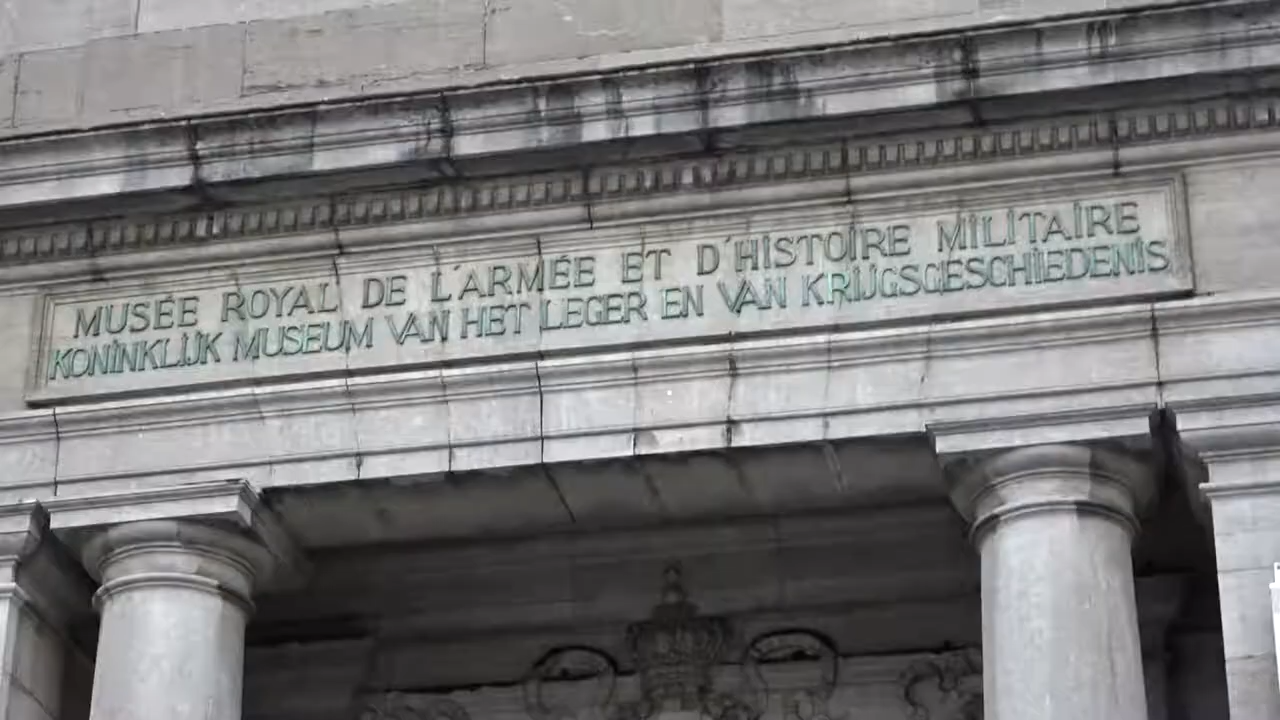 MUSÉE ROYAL DE L'ARMÉE ET D'HISTOIRE MILITAIRE
KONINKLIJK MUSEUM VAN HET LEGER EN VAN KRIJGSGESCHIEDENIS